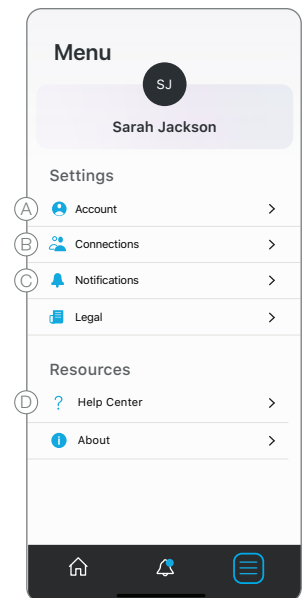 Menu
SJ
Sarah Jackson
Settings
A Account
B Connections
C Notifications
Legal
Resources
D ? Help Center
i About